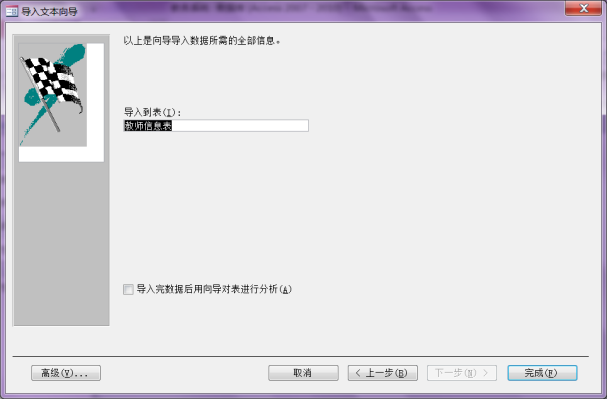 导入文本向导
以上是向导导入数据所需的全部信息。
导入到表(I):
教师信息表
导入完数据后用向导对表进行分析(A)
高级(V)...
取消
< 上一步(B)
下一步(N) >
完成(F)